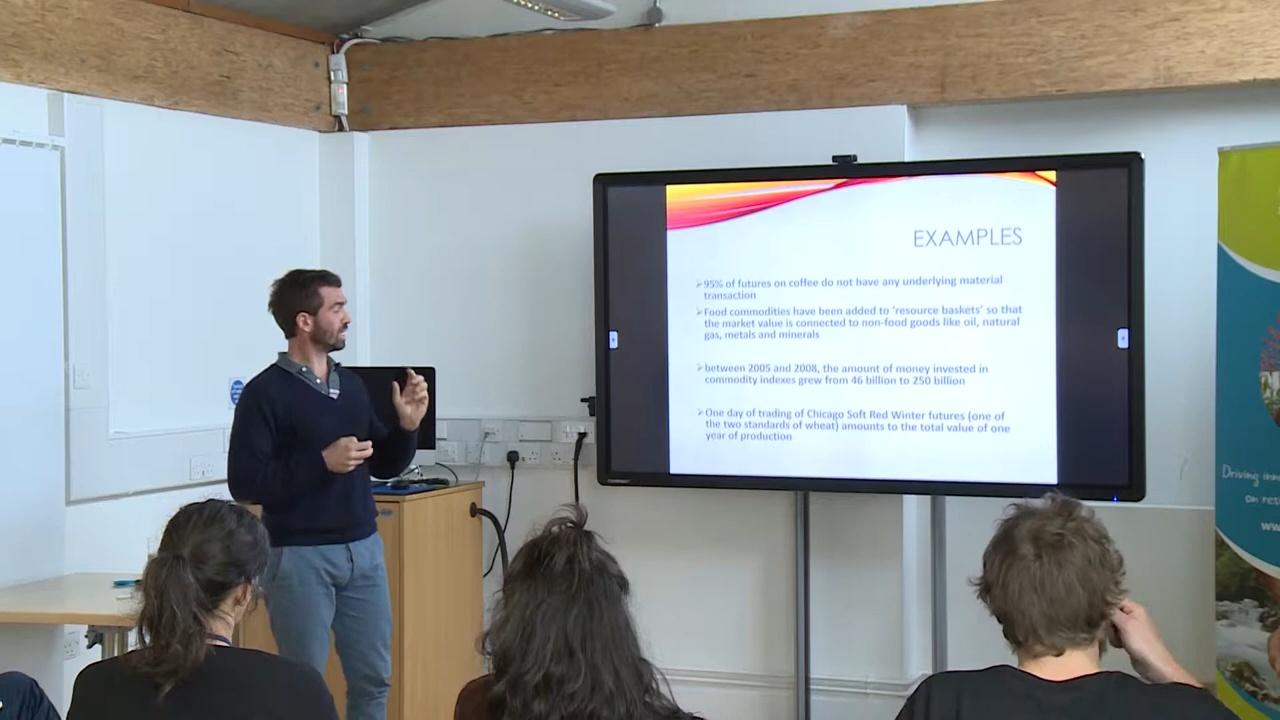 EXAMPLES
➢95% of futures on coffee do not have any underlying material
transaction
➢Food commodities have been added to ‘resource baskets’ so that
the market value is connected to non-food goods like oil, natural
gas, metals and minerals
➢between 2005 and 2008, the amount of money invested in
commodity indexes grew from 46 billion to 250 billion
➢One day of trading of Chicago Soft Red Winter futures (one of
the two standards of wheat) amounts to the total value of one
year of production
Driving
on